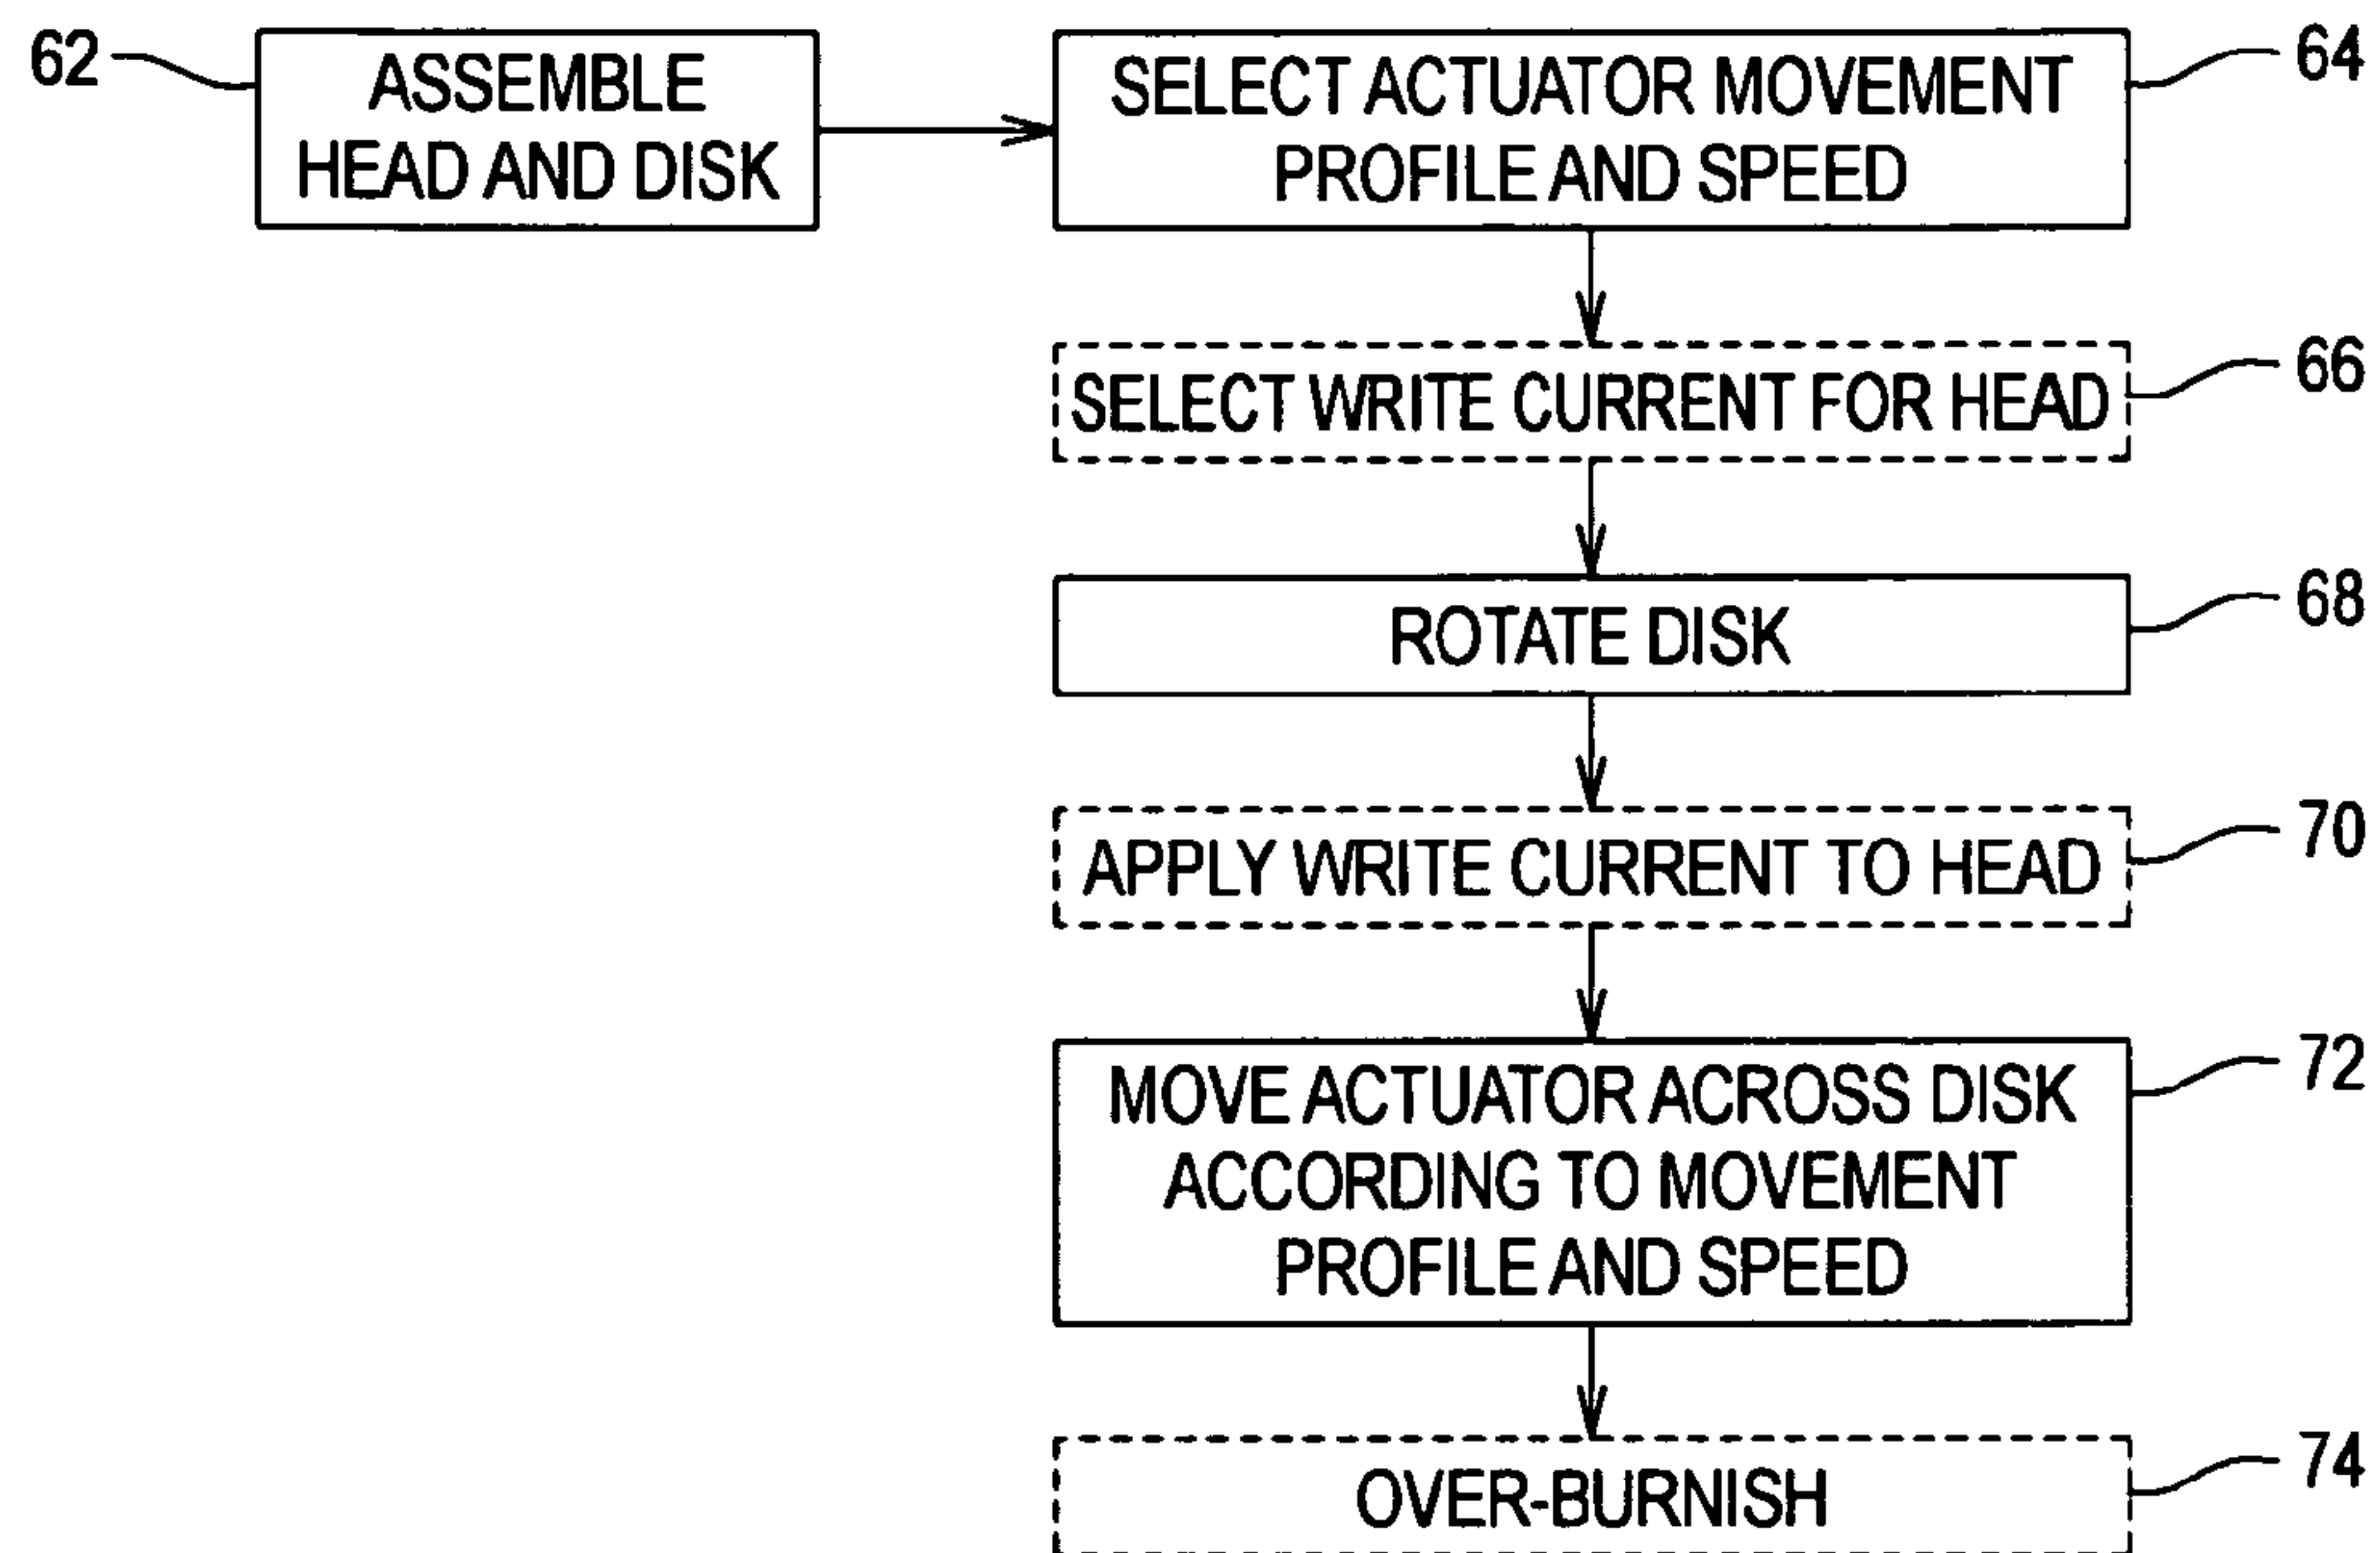 62
ASSEMBLE
HEAD AND DISK
SELECT ACTUATOR MOVEMENT
PROFILE AND SPEED
64
SELECT WRITE CURRENT FOR HEAD
66
ROTATE DISK
68
APPLY WRITE CURRENT TO HEAD
70
MOVE ACTUATOR ACROSS DISK
ACCORDING TO MOVEMENT
PROFILE AND SPEED
72
OVER-BURNISH
74